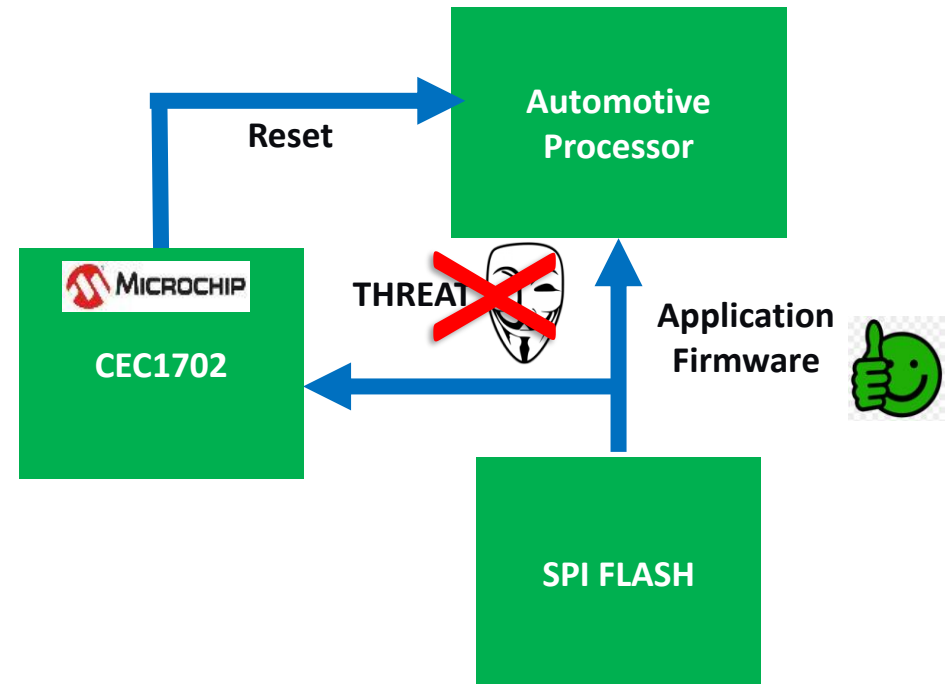 Automotive
Processor
Reset
MICROCHIP
CEC1702
THREAT
Application
Firmware
SPI FLASH